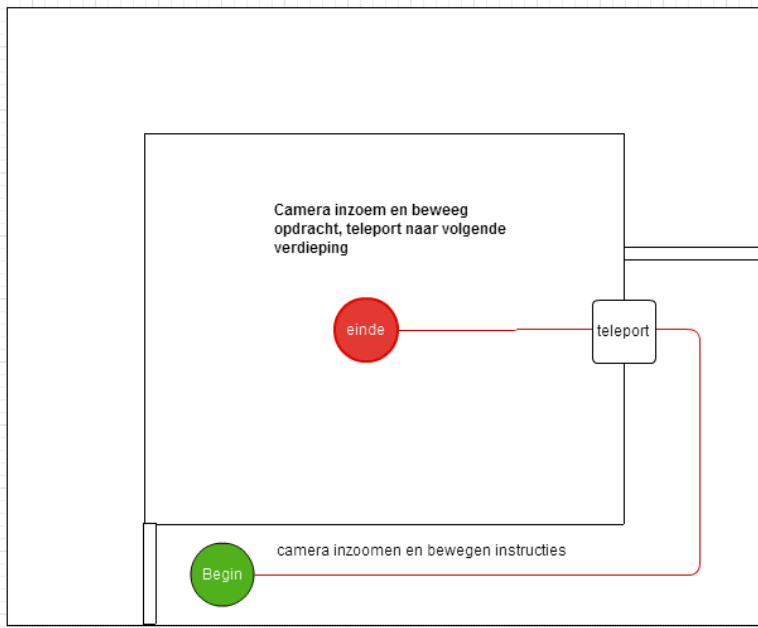 Camera inzoem en beweeg
opdracht, teleport naar volgende
verdieping
einde
teleport
camera inzoomen en bewegen instructies
Begin